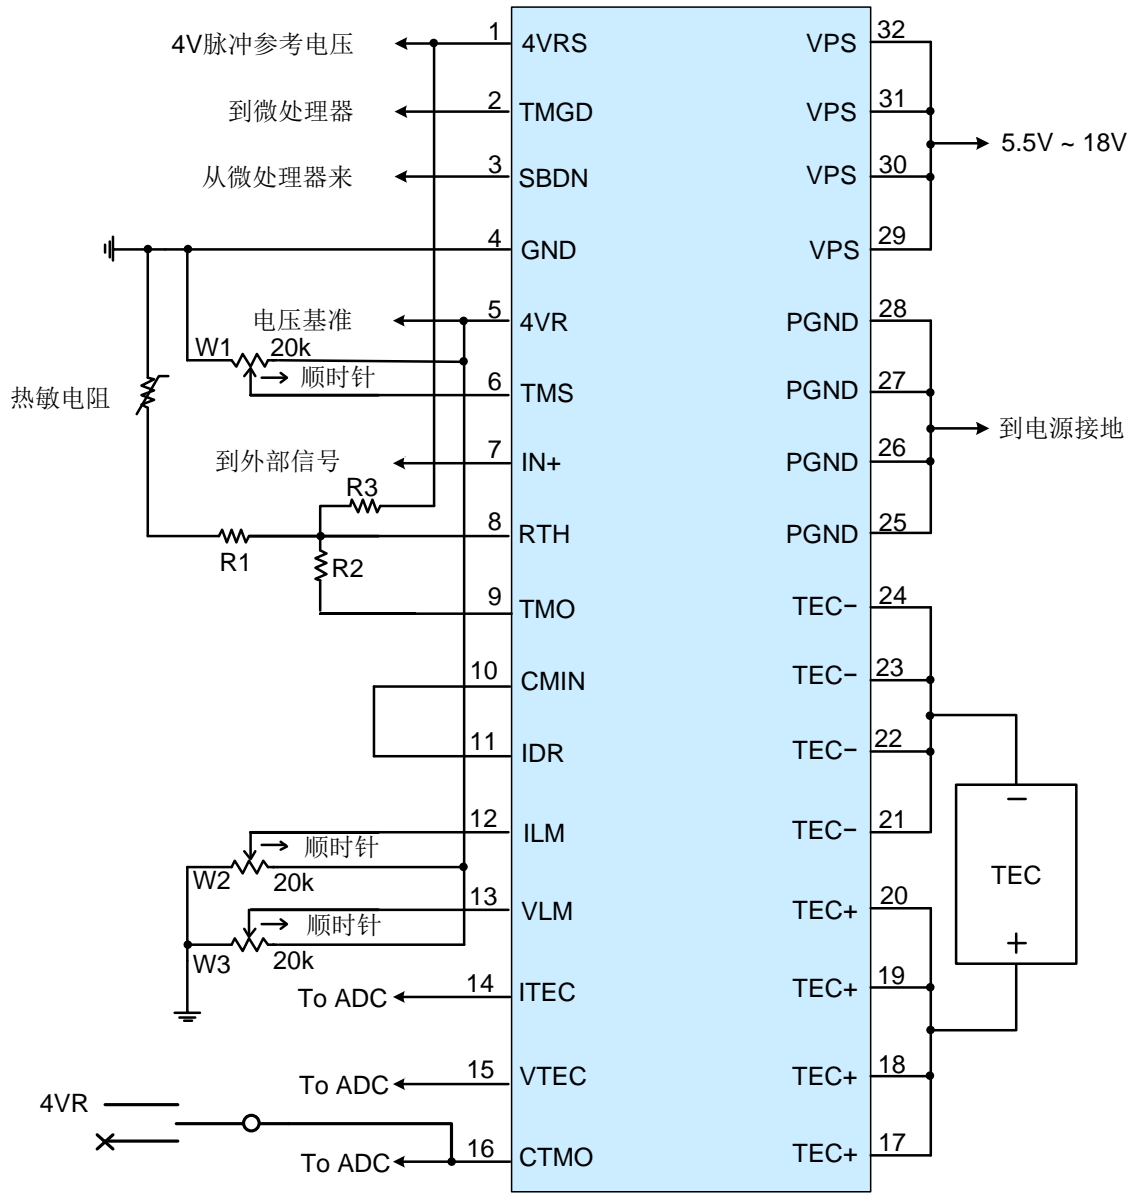 4V脉冲参考电压 1 4VRS
到微处理器 2 TMGD
从微处理器来 3 SBDN
4 GND
电压基准 5 4VR
W1 20k
顺时针 6 TMS
热敏电阻
到外部信号 7 IN+
R3
8 RTH
R1
R2
9 TMO
10 CMIN
11 IDR
12 ILM
顺时针
W2 20k
13 VLM
顺时针
W3 20k
To ADC 14 ITEC
To ADC 15 VTEC
4VR
To ADC 16 CTMO
VPS 32
VPS 31
5.5V ~ 18V
VPS 30
VPS 29
PGND 28
PGND 27
到电源接地
PGND 26
PGND 25
TEC− 24
TEC− 23
TEC− 22
TEC− 21
−
TEC
+
TEC+ 20
TEC+ 19
TEC+ 18
TEC+ 17